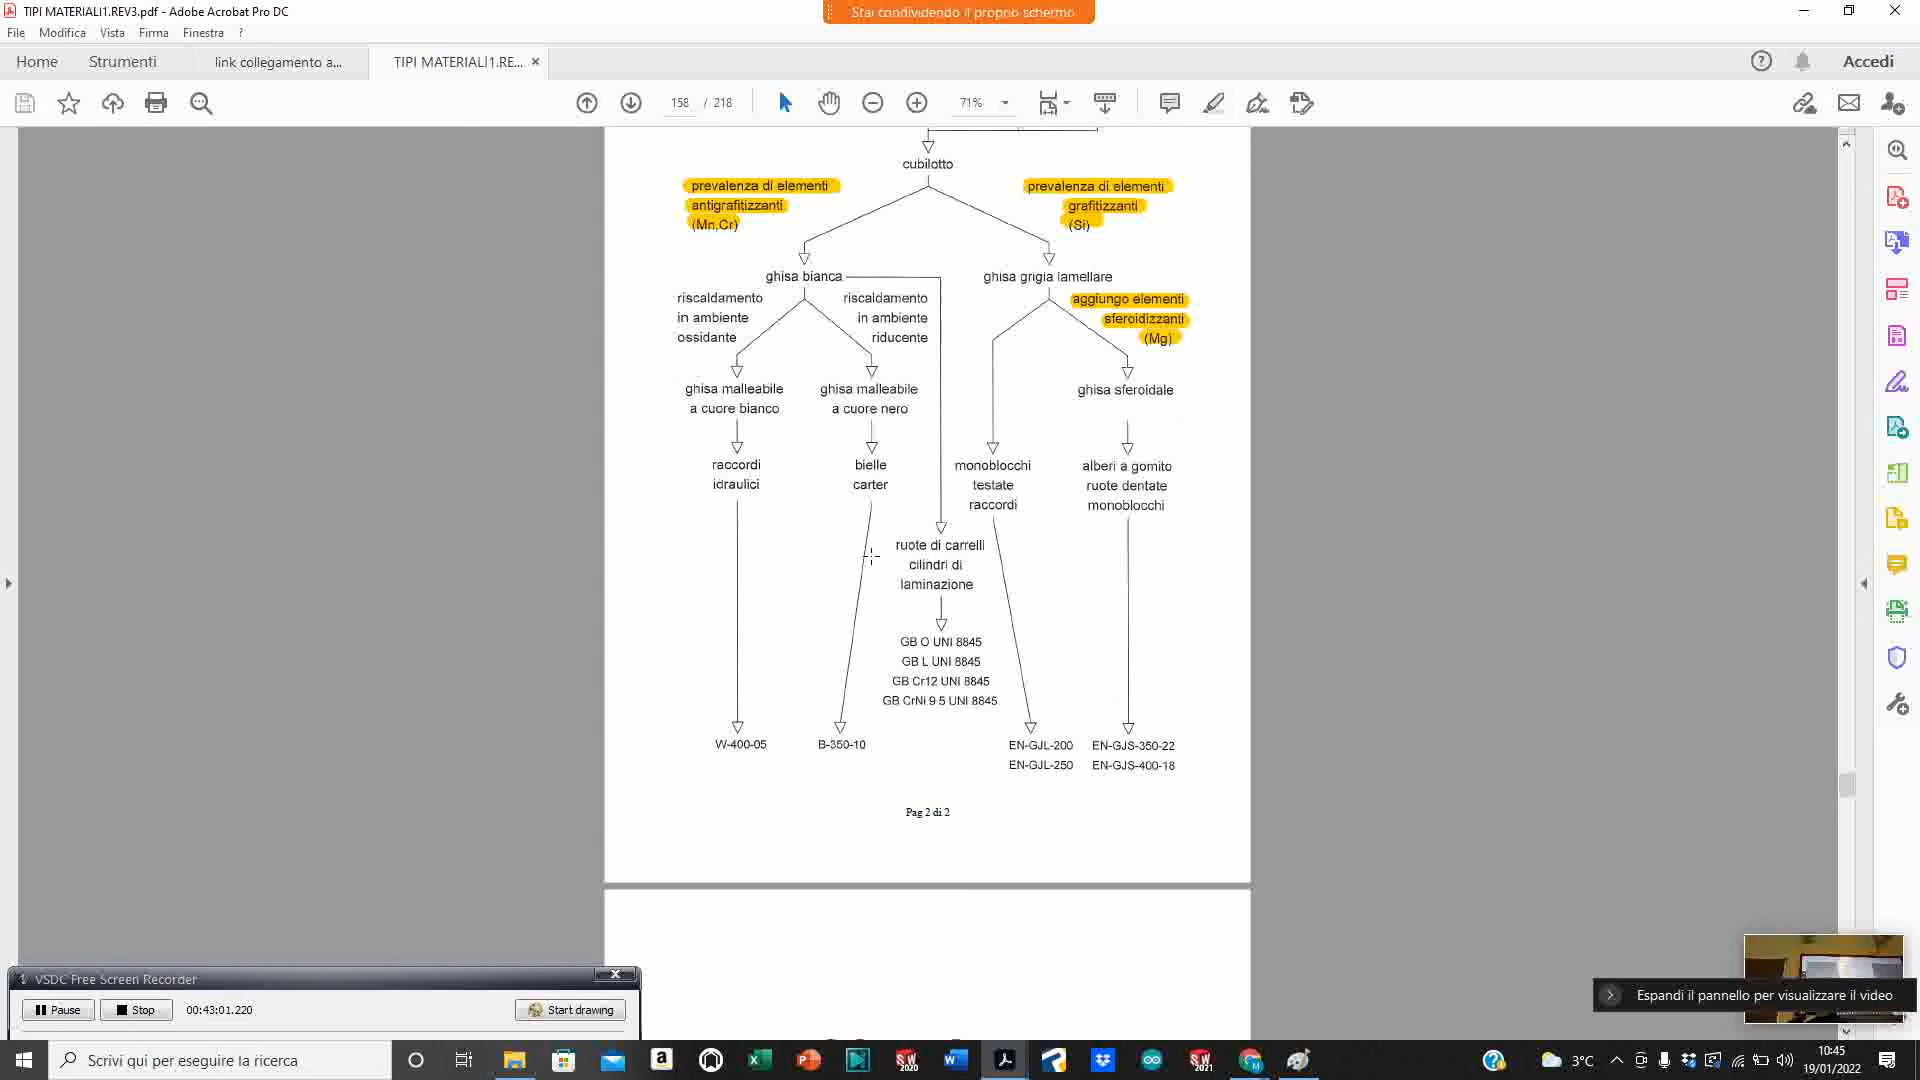 TIPI MATERIALI1.REV3.pdf - Adobe Acrobat Pro DC
Stai condividendo il proprio schermo
File Modifica Vista Firma Finestra ?
Home Strumenti link collegamento a... TIPI MATERIALI1.RE... Accedi
158 / 218 71%
cubilotto
prevalenza di elementi
antigrafitizzanti
(Mn,Cr)
prevalenza di elementi
grafitizzanti
(Si)
ghisa bianca
ghisa grigia lamellare
riscaldamento
in ambiente
ossidante
riscaldamento
in ambiente
riducente
aggiungo elementi
sferoidizzanti
(Mg)
ghisa malleabile
a cuore bianco
ghisa malleabile
a cuore nero
ghisa sferoidale
raccordi
idraulici
bielle
carter
monoblocchi
testate
raccordi
alberi a gomito
ruote dentate
monoblocchi
ruote di carrelli
cilindri di
laminazione
GB O UNI 8845
GB L UNI 8845
GB Cr12 UNI 8845
GB CrNi 9 5 UNI 8845
W-400-05
B-350-10
EN-GJL-200
EN-GJL-250
EN-GJS-350-22
EN-GJS-400-18
Pag 2 di 2
VSDC Free Screen Recorder
Pause Stop 00:43:01.220 Start drawing
Espandi il pannello per visualizzare il video
Scrivi qui per eseguire la ricerca
3°C
10:45
19/01/2022